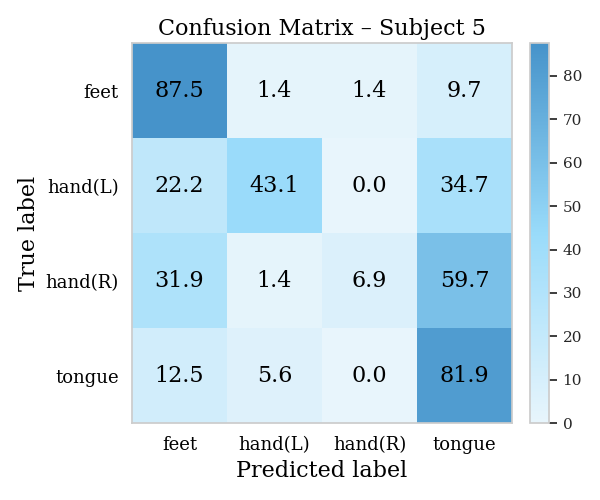 Confusion Matrix – Subject 5
True label
feet 87.5 1.4 1.4 9.7
hand(L) 22.2 43.1 0.0 34.7
hand(R) 31.9 1.4 6.9 59.7
tongue 12.5 5.6 0.0 81.9
feet hand(L) hand(R) tongue
Predicted label
80
70
60
50
40
30
20
10
0